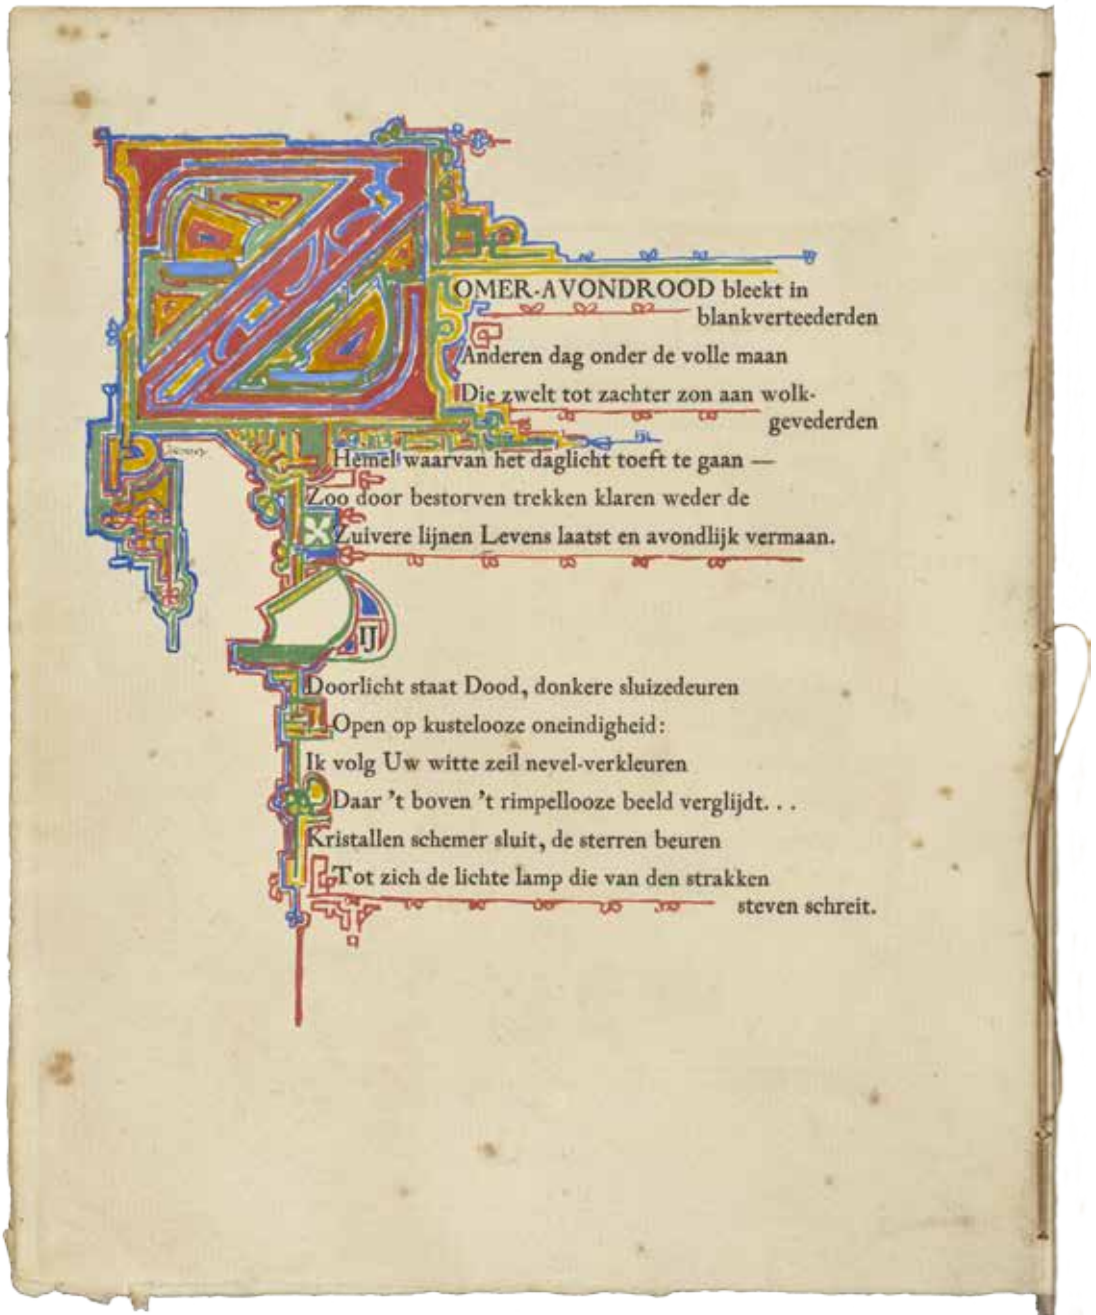 ZOMER-AVONDROOD bleekt in
blankverteederden
Anderen dag onder de volle maan
Die zwelt tot zachter zon aan wolk-
gevederden
Hemel waarvan het daglicht toeft te gaan —
Zoo door bestorven trekken klaren weder de
Zuivere lijnen Levens laatst en avondlijk vermaan.
IJ
Doorlicht staat Dood, donkere sluizedeuren
Open op kustelooze oneindigheid:
Ik volg Uw witte zeil nevel-verkleuren
Daar 't boven 't rimpellooze beeld verglijdt. . .
Kristallen schemer sluit, de sterren beuren
Tot zich de lichte lamp die van den strakken
steven schreit.